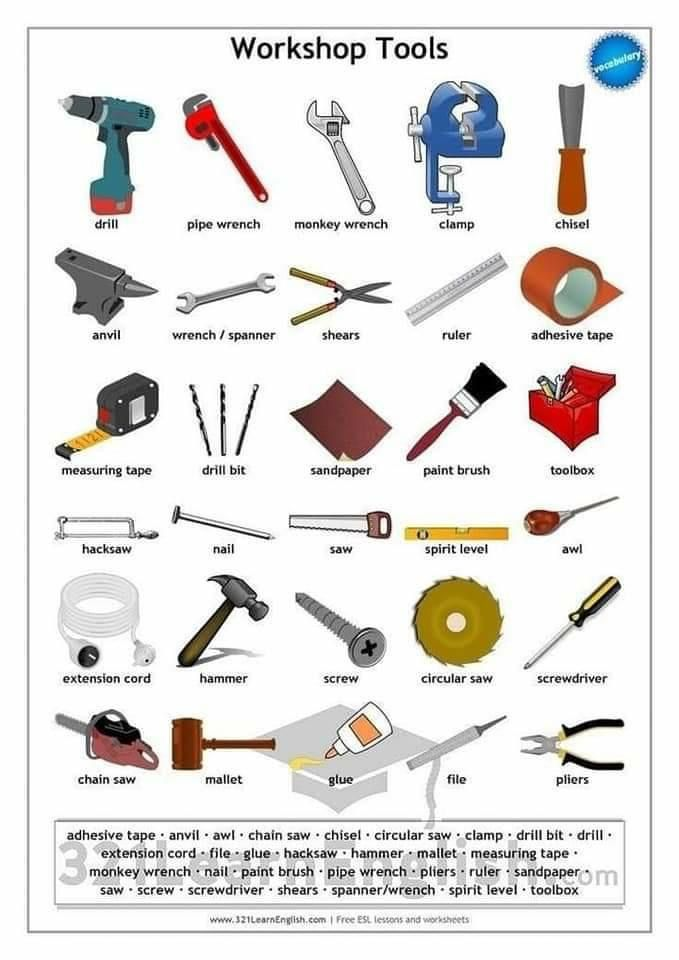 Workshop Tools
vocabulary
drill
pipe wrench
monkey wrench
clamp
chisel
anvil
wrench / spanner
shears
ruler
adhesive tape
measuring tape
drill bit
sandpaper
paint brush
toolbox
hacksaw
nail
saw
spirit level
awl
extension cord
hammer
screw
circular saw
screwdriver
chain saw
mallet
glue
file
pliers
adhesive tape · anvil · awl · chain saw · chisel · circular saw · clamp · drill bit · drill ·
extension cord · file · glue · hacksaw · hammer · mallet · measuring tape ·
monkey wrench · nail · paint brush · pipe wrench · pliers · ruler · sandpaper ·
saw · screw · screwdriver · shears · spanner/wrench · spirit level · toolbox
321LearnEnglish.com
www.321LearnEnglish.com | Free ESL lessons and worksheets